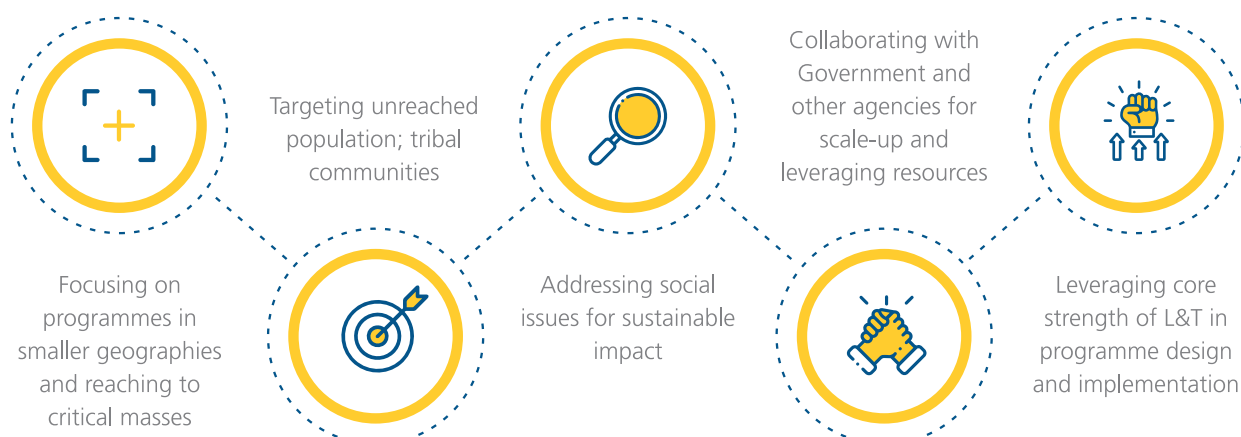 Focusing on
programmes in
smaller geographies
and reaching to
critical masses
Targeting unreached
population; tribal
communities
Addressing social
issues for sustainable
impact
Collaborating with
Government and
other agencies for
scale-up and
leveraging resources
Leveraging core
strength of L&T in
programme design
and implementation